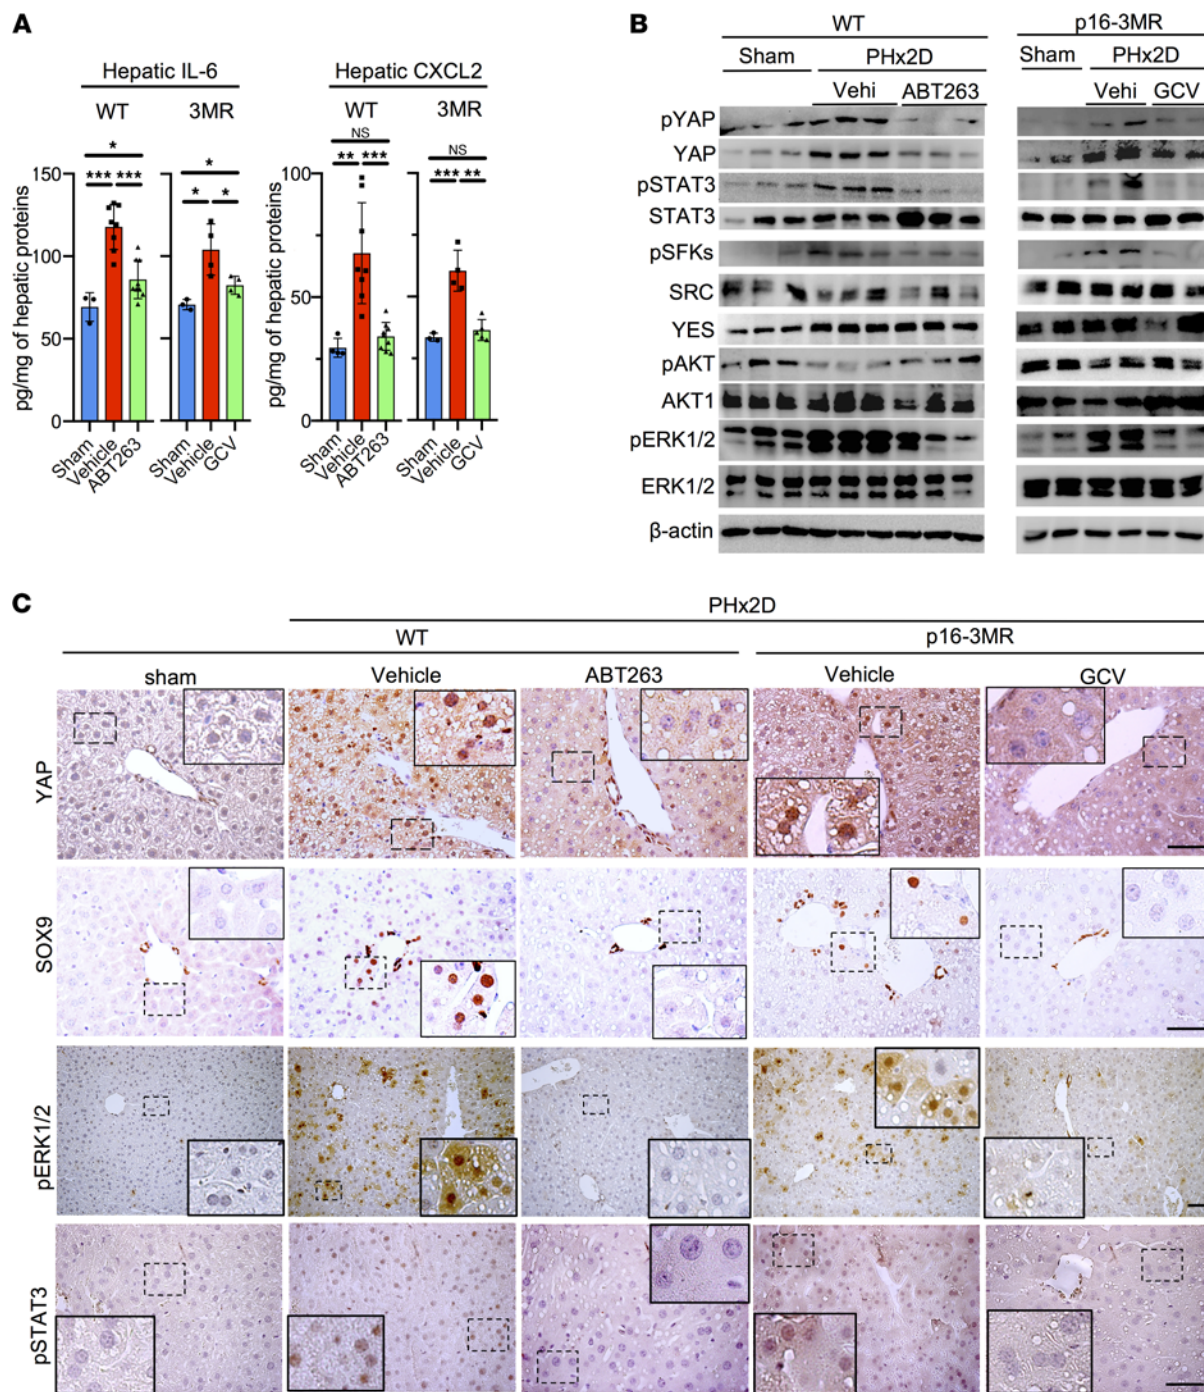 A
Hepatic IL-6
Hepatic CXCL2
WT
3MR
WT
3MR
*
***
***
*
*
*
NS
**
***
NS
***
**
pg/mg of hepatic proteins
150
100
50
0
Sham
Vehicle
ABT263
Sham
Vehicle
GCV
pg/mg of hepatic proteins
100
50
0
Sham
Vehicle
ABT263
Sham
Vehicle
GCV
B
WT
p16-3MR
Sham
PHx2D
Sham
PHx2D
Vehi
ABT263
Vehi
GCV
pYAP
YAP
pSTAT3
STAT3
pSFKs
SRC
YES
pAKT
AKT1
pERK1/2
ERK1/2
β-actin
C
PHx2D
WT
p16-3MR
sham
Vehicle
ABT263
Vehicle
GCV
YAP
SOX9
pERK1/2
pSTAT3